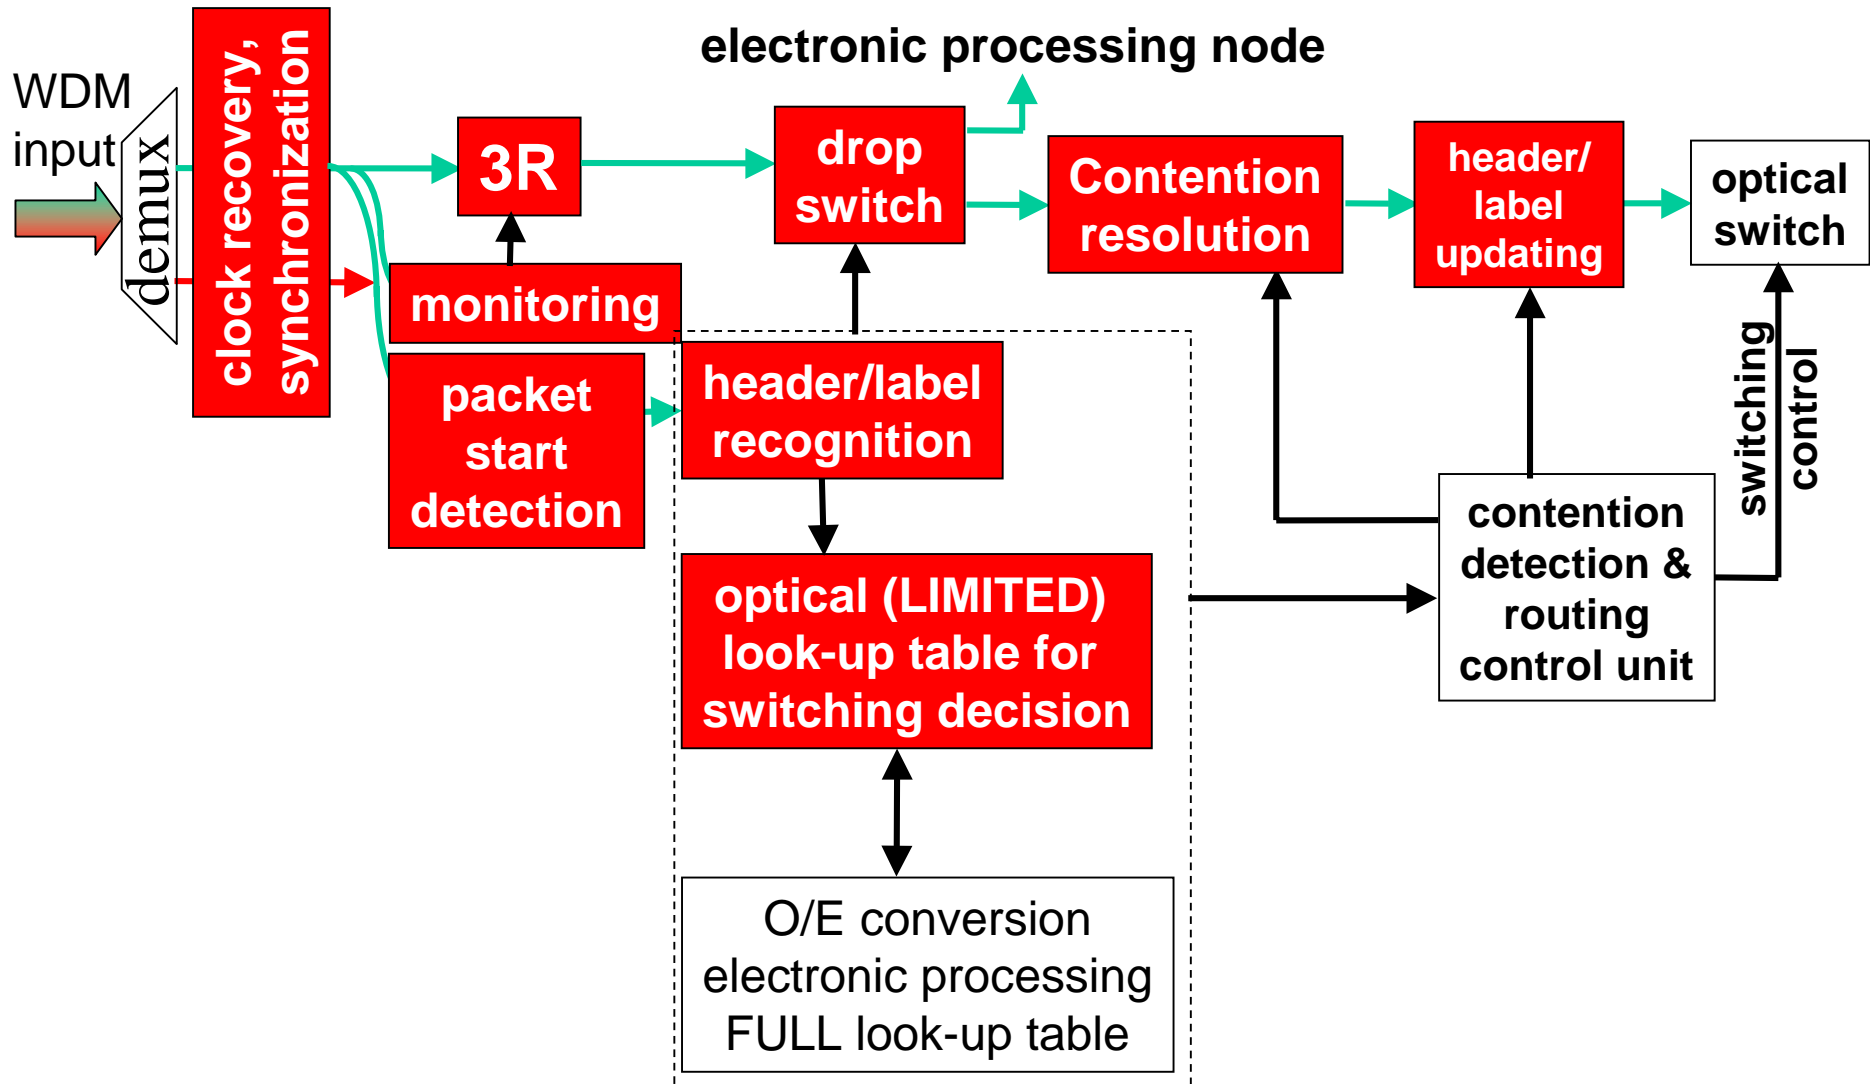 electronic processing node
WDM
input
demux
clock recovery,
synchronization
3R
drop
switch
Contention
resolution
header/
label
updating
optical
switch
monitoring
packet
start
detection
header/label
recognition
switching
control
contention
detection &
routing
control unit
optical (LIMITED)
look-up table for
switching decision
O/E conversion
electronic processing
FULL look-up table